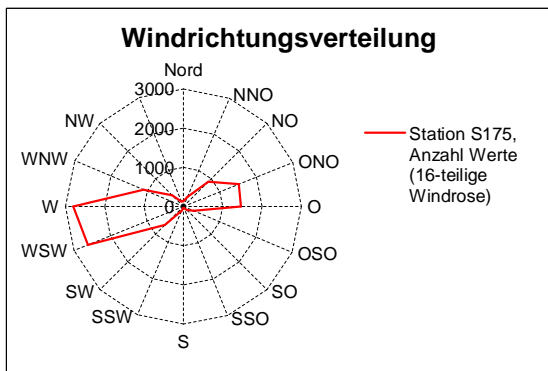 Windrichtungsverteilung
Nord
NNO
NO
ONO
O
OSO
SO
SSO
S
SSW
SW
WSW
W
WNW
NW
3000
2000
1000
0
Station S175,
Anzahl Werte
(16-teilige
Windrose)